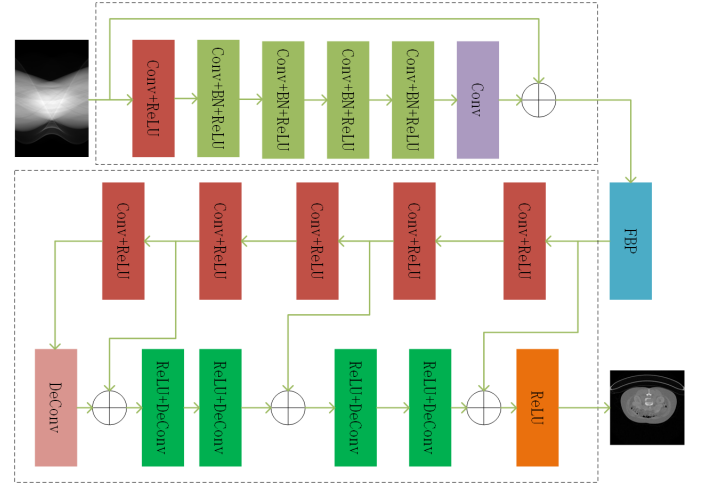 Conv+ReLU
Conv+BN+ReLU
Conv+BN+ReLU
Conv+BN+ReLU
Conv+BN+ReLU
Conv
Conv+ReLU
Conv+ReLU
Conv+ReLU
Conv+ReLU
Conv+ReLU
FBP
DeConv
ReLU+DeConv
ReLU+DeConv
ReLU+DeConv
ReLU+DeConv
ReLU